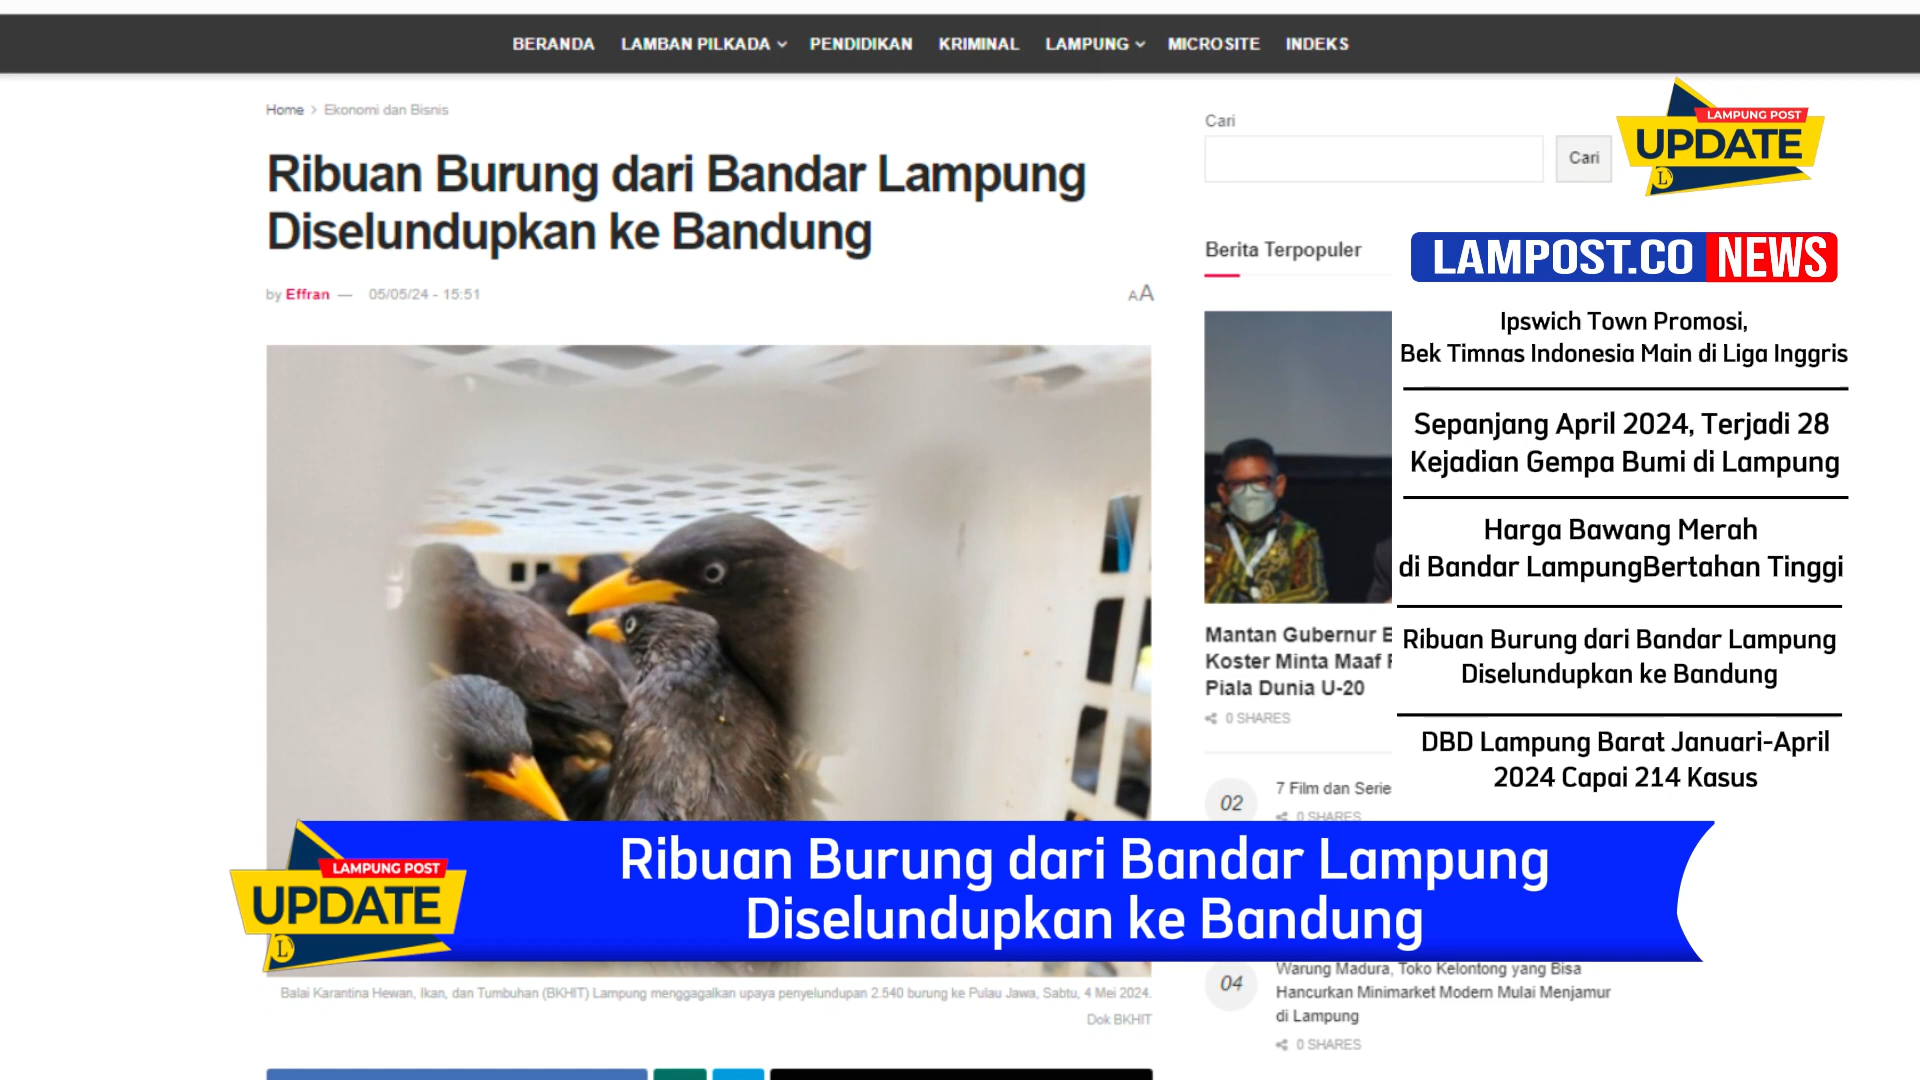 BERANDA LAMBAN PILKADA PENDIDIKAN KRIMINAL LAMPUNG MICROSITE INDEKS
Home > Ekonomi dan Bisnis
Ribuan Burung dari Bandar Lampung
Diselundupkan ke Bandung
by Effran — 05/05/24 - 15:51
AA
Balai Karantina Hewan, Ikan, dan Tumbuhan (BKHIT) Lampung menggagalkan upaya penyelundupan 2.540 burung ke Pulau Jawa, Sabtu, 4 Mei 2024.
Dok BKHIT
Cari
Cari
LAMPUNG POST
UPDATE
L
Berita Terpopuler
Mantan Gubernur
Koster Minta Maaf
Piala Dunia U-20
0 SHARES
02
7 Film dan Serie
0 SHARES
04
Warung Madura, Toko Kelontong yang Bisa
Hancurkan Minimarket Modern Mulai Menjamur
di Lampung
0 SHARES
LAMPOST.CO NEWS
Ipswich Town Promosi,
Bek Timnas Indonesia Main di Liga Inggris
Sepanjang April 2024, Terjadi 28
Kejadian Gempa Bumi di Lampung
Harga Bawang Merah
di Bandar LampungBertahan Tinggi
Ribuan Burung dari Bandar Lampung
Diselundupkan ke Bandung
DBD Lampung Barat Januari-April
2024 Capai 214 Kasus
LAMPUNG POST
UPDATE
L
Ribuan Burung dari Bandar Lampung
Diselundupkan ke Bandung